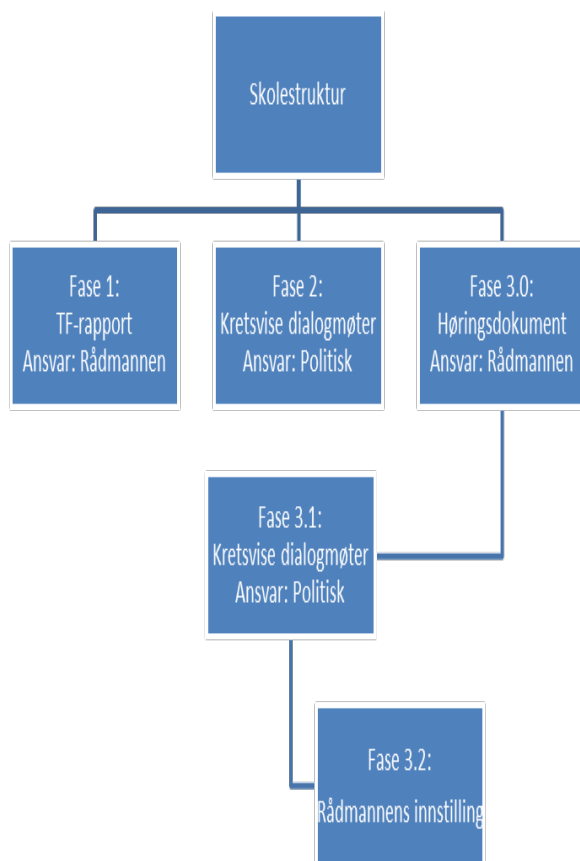 Skolestruktur
Fase 1:
TF-rapport
Ansvar: Rådmannen
Fase 2:
Kretsvise dialogmøter
Ansvar: Politisk
Fase 3.0:
Høringsdokument
Ansvar: Rådmannen
Fase 3.1:
Kretsvise dialogmøter
Ansvar: Politisk
Fase 3.2:
Rådmannens innstilling